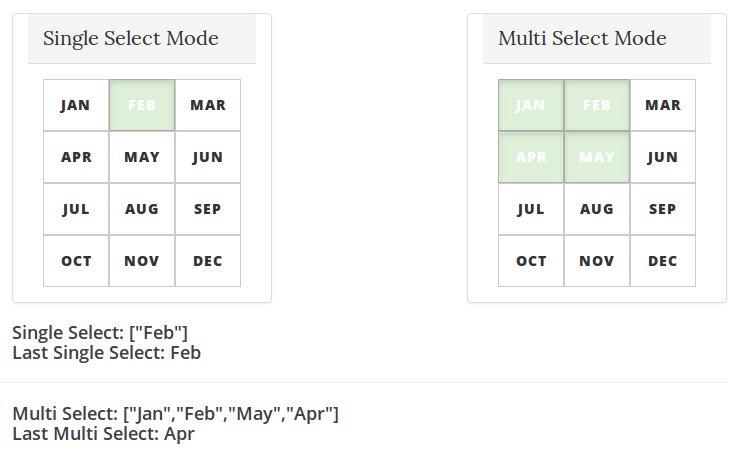 Single Select Mode
JAN FEB MAR
APR MAY JUN
JUL AUG SEP
OCT NOV DEC
Multi Select Mode
JAN FEB MAR
APR MAY JUN
JUL AUG SEP
OCT NOV DEC
Single Select: ["Feb"]
Last Single Select: Feb
Multi Select: ["Jan","Feb","May","Apr"]
Last Multi Select: Apr